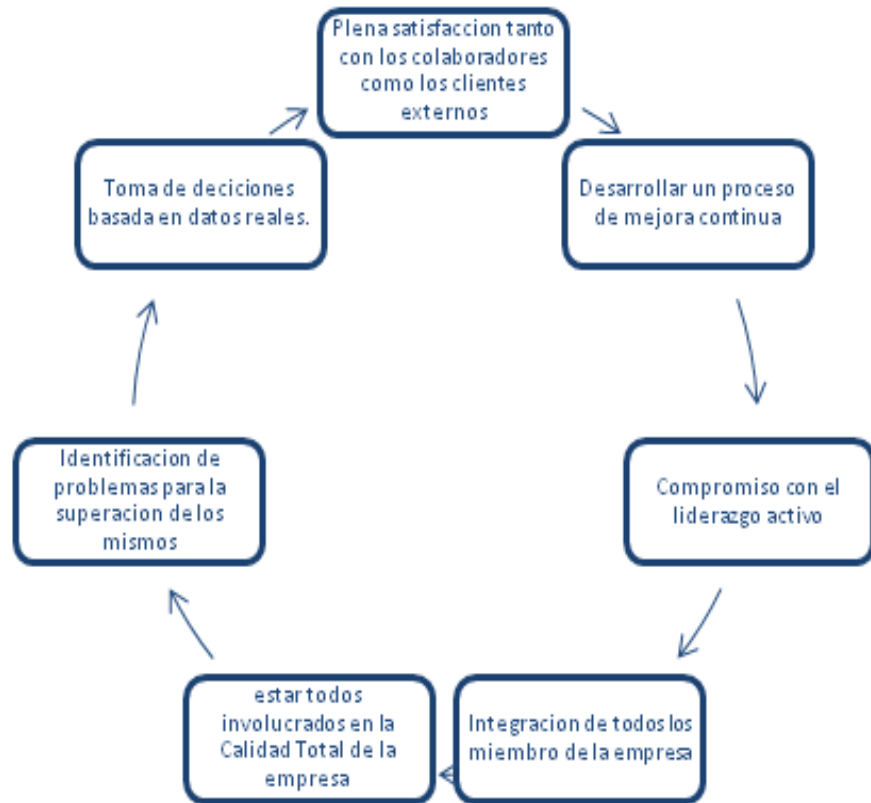 Plena satisfaccion tanto
con los colaboradores
como los clientes
externos
Desarrollar un proceso
de mejora continua
Compromiso con el
liderazgo activo
Integracion de todos los
miembro de la empresa
estar todos
involucrados en la
Calidad Total de la
empresa
Identificacion de
problemas para la
superacion de los
mismos
Toma de deciciones
basada en datos reales.